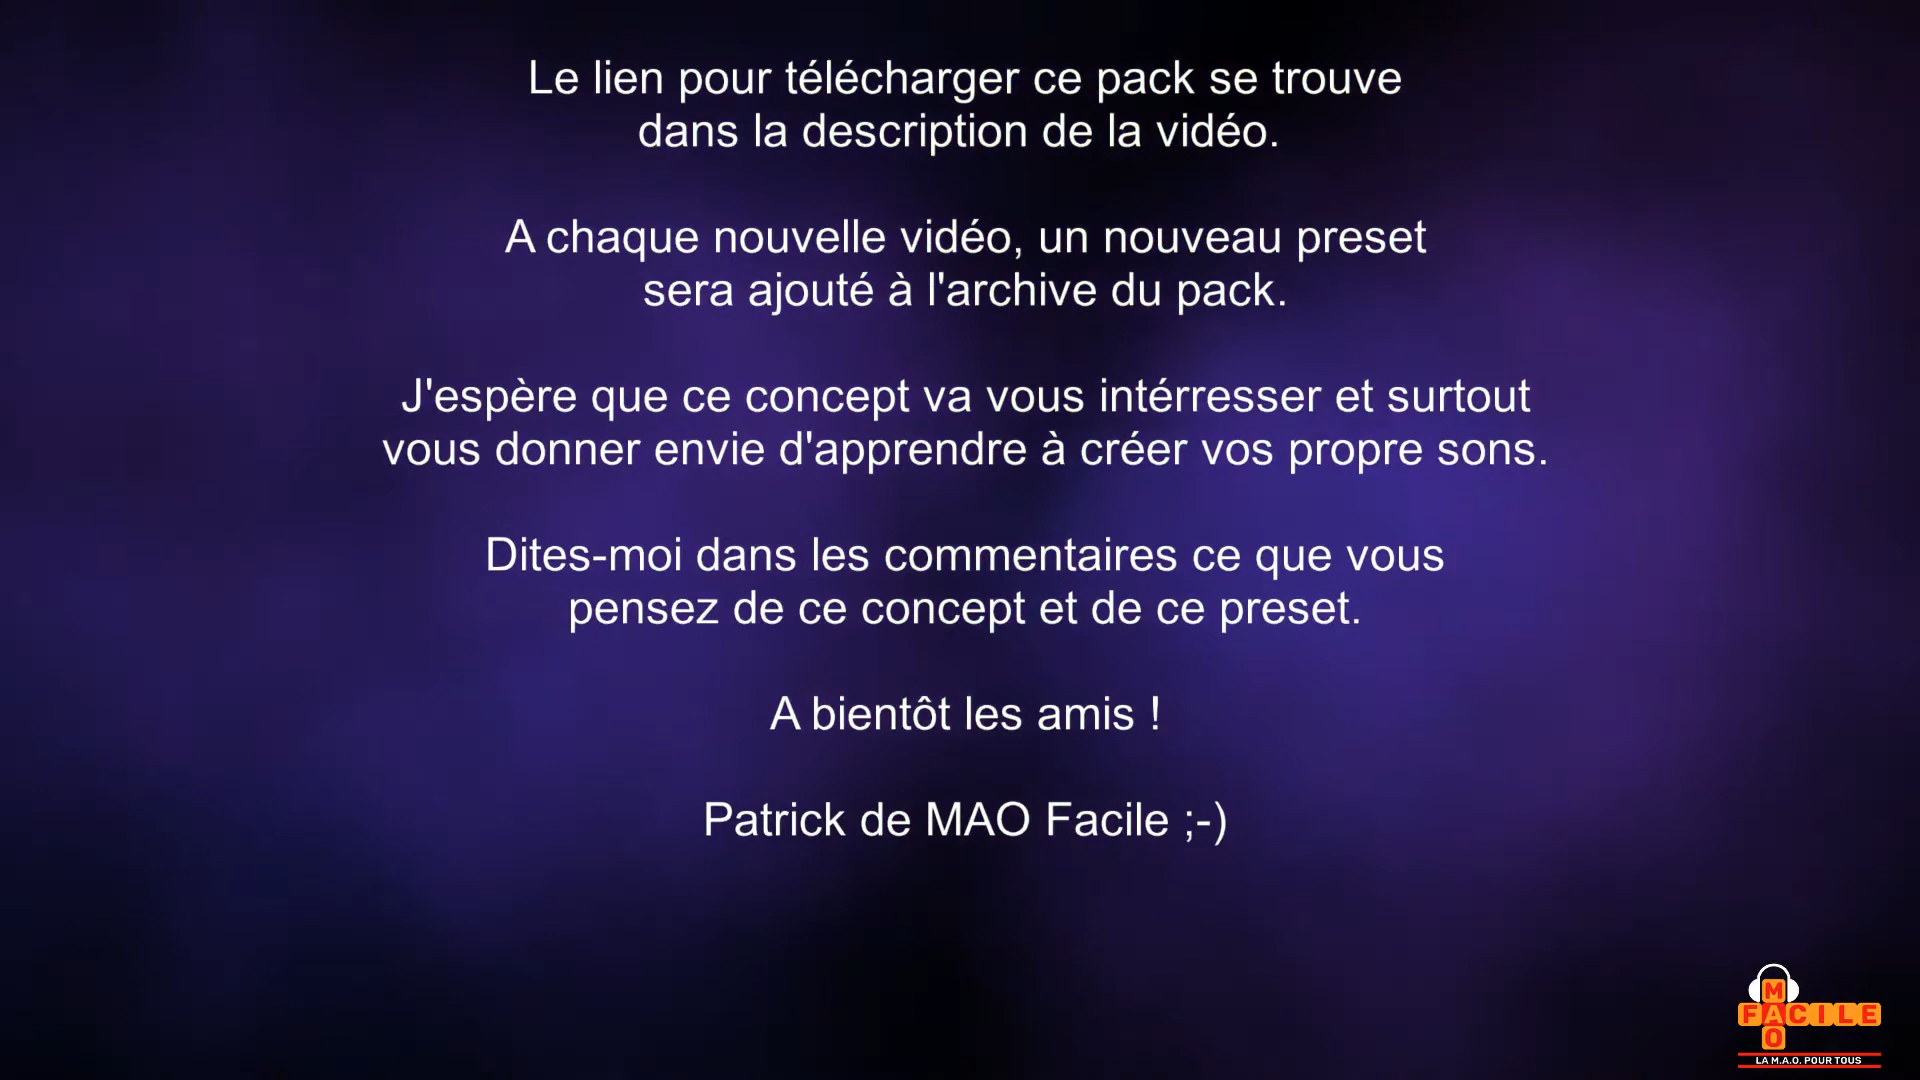 Le lien pour télécharger ce pack se trouve
dans la description de la vidéo.
A chaque nouvelle vidéo, un nouveau preset
sera ajouté à l'archive du pack.
J'espère que ce concept va vous intérresser et surtout
vous donner envie d'apprendre à créer vos propre sons.
Dites-moi dans les commentaires ce que vous
pensez de ce concept et de ce preset.
A bientôt les amis !
Patrick de MAO Facile ;-)
MAO
FACILE
LA M.A.O. POUR TOUS